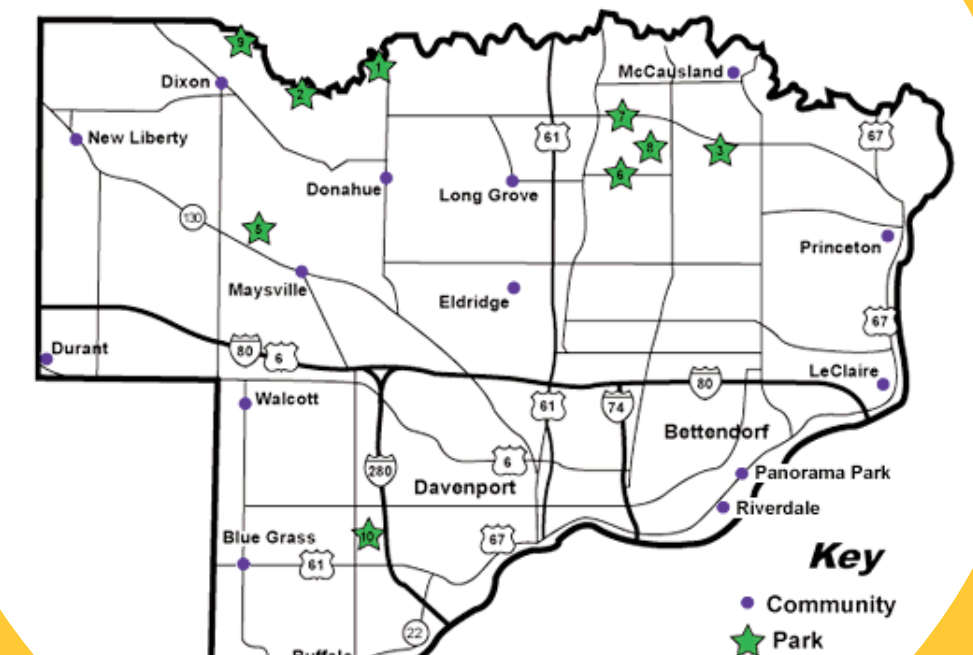 9
1
McCausland
Dixon
2
7
67
61
New Liberty
8
3
6
Donahue
Long Grove
130
5
Princeton
Maysville
Eldridge
67
Durant
80
6
LeClaire
80
Walcott
61
74
Bettendorf
6
280
Panorama Park
Davenport
Riverdale
10
Blue Grass
67
61
Key
Community
22
Park